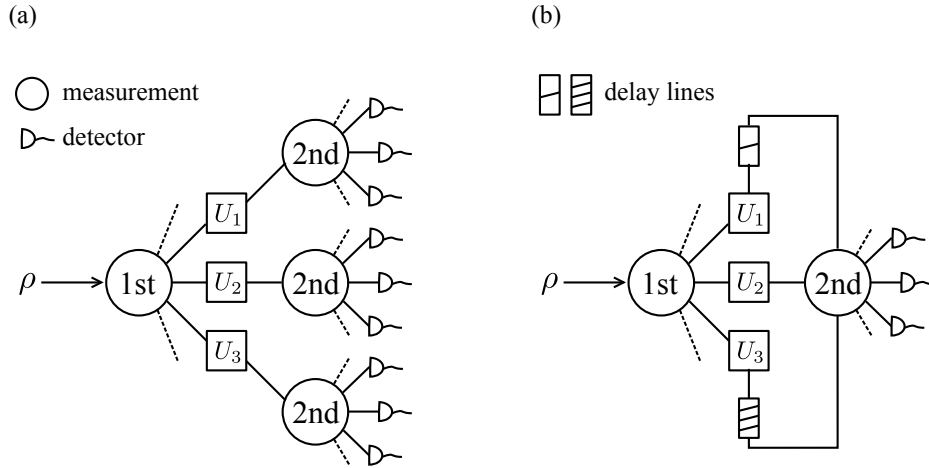 (a)
measurement
detector
2nd
U₁
ρ
1st
U₂
2nd
U₃
2nd
(b)
delay lines
U₁
ρ
1st
U₂
2nd
U₃